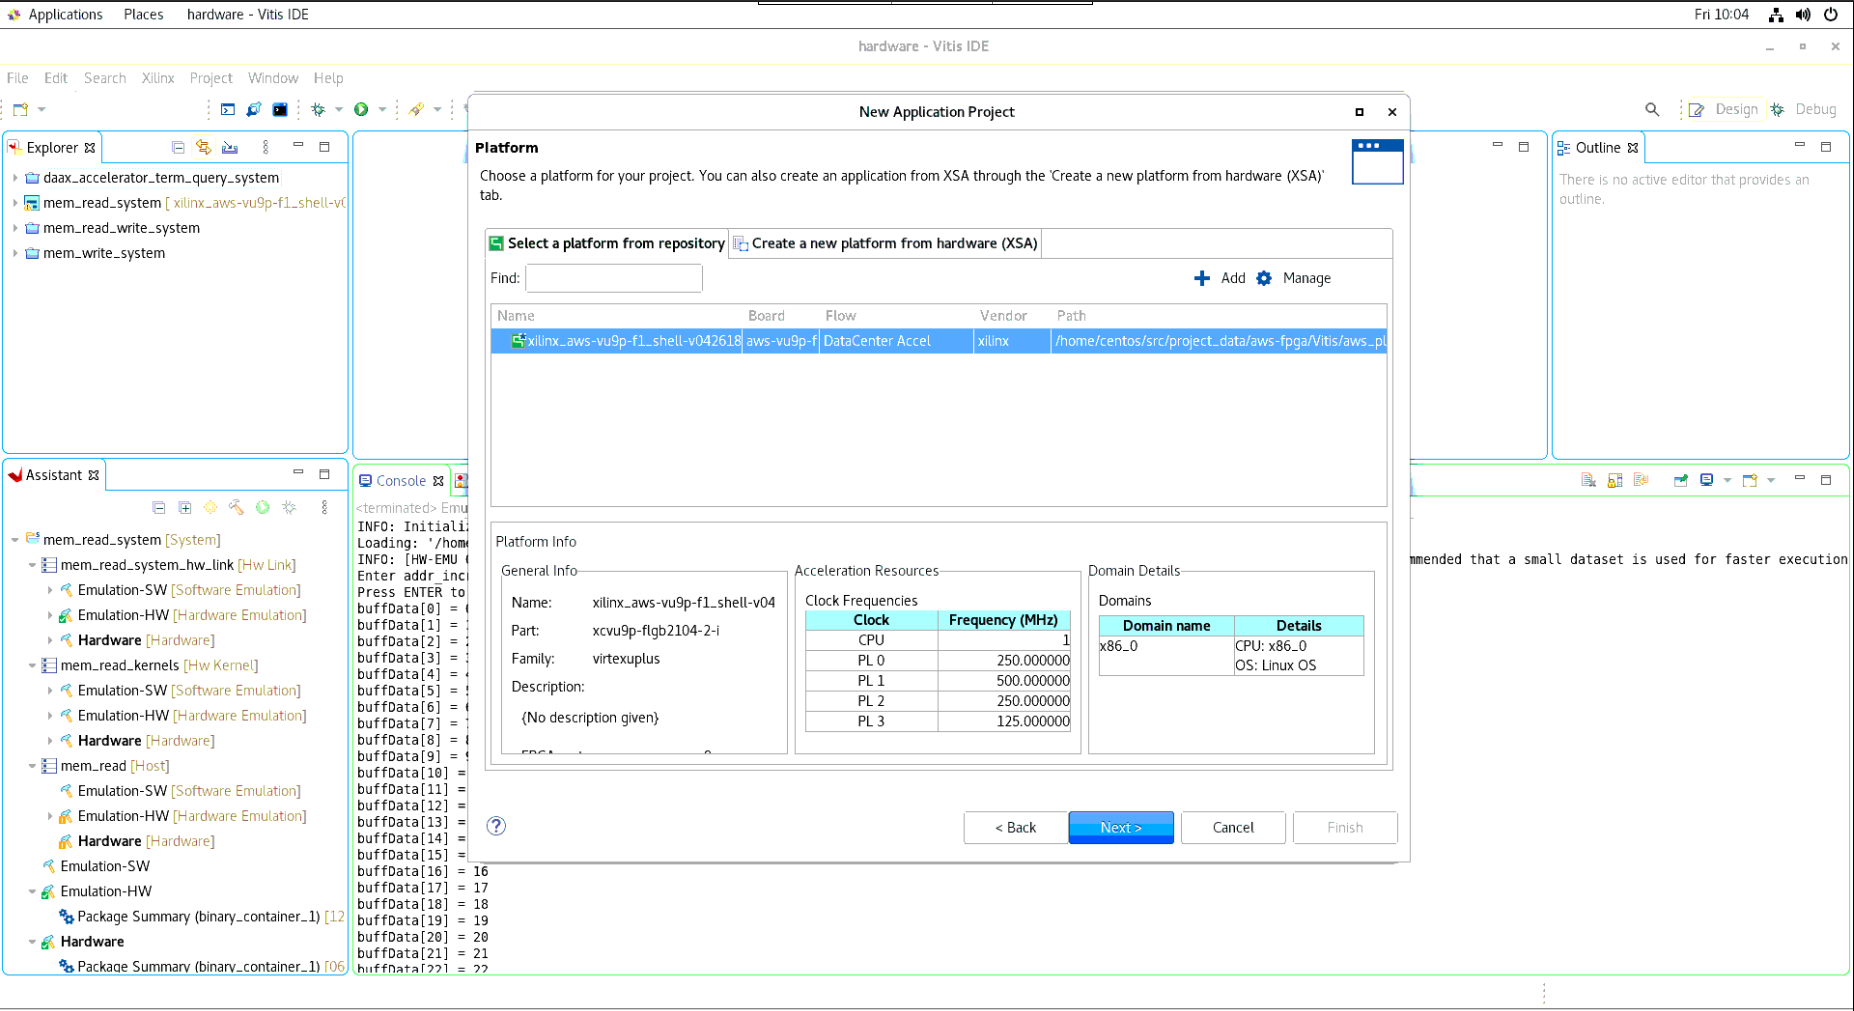 Applications Places hardware - Vitis IDE Fri 10:04
hardware - Vitis IDE
File Edit Search Xilinx Project Window Help
Design Debug
Explorer
daax_accelerator_term_query_system
mem_read_system [ xilinx_aws-vu9p-f1_shell-v0
mem_read_write_system
mem_write_system
New Application Project
Platform
Choose a platform for your project. You can also create an application from XSA through the 'Create a new platform from hardware (XSA)'
tab.
Select a platform from repository Create a new platform from hardware (XSA)
Find: Add Manage
Name Board Flow Vendor Path
xilinx_aws-vu9p-f1_shell-v042618 aws-vu9p-f DataCenter Accel xilinx /home/centos/src/project_data/aws-fpga/Vitis/aws_pl
Platform Info
General Info
Name: xilinx_aws-vu9p-f1_shell-v04
Part: xcvu9p-flgb2104-2-i
Family: virtexuplus
Description:
{No description given}
Acceleration Resources
Clock Frequencies
Clock Frequency (MHz)
CPU 1
PL 0 250.000000
PL 1 500.000000
PL 2 250.000000
PL 3 125.000000
Domain Details
Domains
Domain name Details
x86_0 CPU: x86_0
OS: Linux OS
< Back Next > Cancel Finish
Outline
There is no active editor that provides an
outline.
Assistant
mem_read_system [System]
mem_read_system_hw_link [Hw Link]
Emulation-SW [Software Emulation]
Emulation-HW [Hardware Emulation]
Hardware [Hardware]
mem_read_kernels [Hw Kernel]
Emulation-SW [Software Emulation]
Emulation-HW [Hardware Emulation]
Hardware [Hardware]
mem_read [Host]
Emulation-SW [Software Emulation]
Emulation-HW [Hardware Emulation]
Hardware [Hardware]
Emulation-SW
Emulation-HW
Package Summary (binary_container_1) [12
Hardware
Package Summary (binary_container_1) [06
Console
<terminated> Emu
INFO: Initializ
Loading: '/home
INFO: [HW-EMU mmended that a small dataset is used for faster execution
Enter addr_incr
Press ENTER to
buffData[0] =
buffData[1] =
buffData[2] =
buffData[3] =
buffData[4] =
buffData[5] =
buffData[6] =
buffData[7] =
buffData[8] =
buffData[9] =
buffData[10] =
buffData[11] =
buffData[12] =
buffData[13] =
buffData[14] =
buffData[15] =
buffData[16] = 16
buffData[17] = 17
buffData[18] = 18
buffData[19] = 19
buffData[20] = 20
buffData[21] = 21
buffData[22] = 22